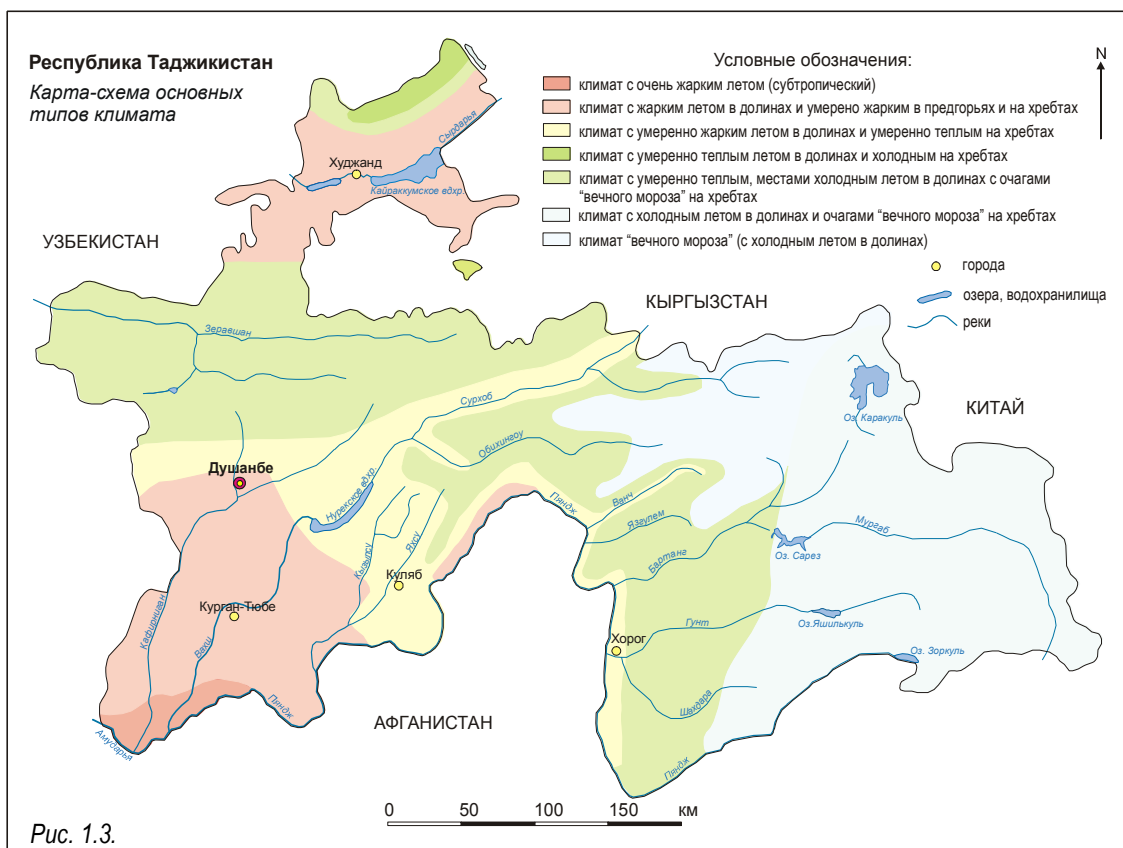 Республика Таджикистан
Карта-схема основных
типов климата
Условные обозначения:
климат с очень жарким летом (субтропический)
климат с жарким летом в долинах и умерено жарким в предгорьях и на хребтах
климат с умеренно жарким летом в долинах и умеренно теплым на хребтах
климат с умеренно теплым летом в долинах и холодным на хребтах
климат с умеренно теплым, местами холодным летом в долинах с очагами
“вечного мороза” на хребтах
климат с холодным летом в долинах и очагами “вечного мороза” на хребтах
климат “вечного мороза” (с холодным летом в долинах)
города
озера, водохранилища
реки
N
Сырдарья
Худжанд
Кайраккумское вдхр.
УЗБЕКИСТАН
КЫРГЫЗСТАН
Зеравшан
Сурхоб
Оз. Каракуль
КИТАЙ
Обихингоу
Душанбе
Нурекское вдхр.
Пяндж
Ванч
Язгулем
Мургаб
Бартанг
Оз. Сарез
Кызылсу
Яхсу
Куляб
Кафирниган
Курган-Тюбе
Вахш
Гунт
Оз.Яшилькуль
Хорог
Оз. Зоркуль
Шахдара
Пяндж
АФГАНИСТАН
Амударья
Пяндж
0 50 100 150 км
Рис. 1.3.